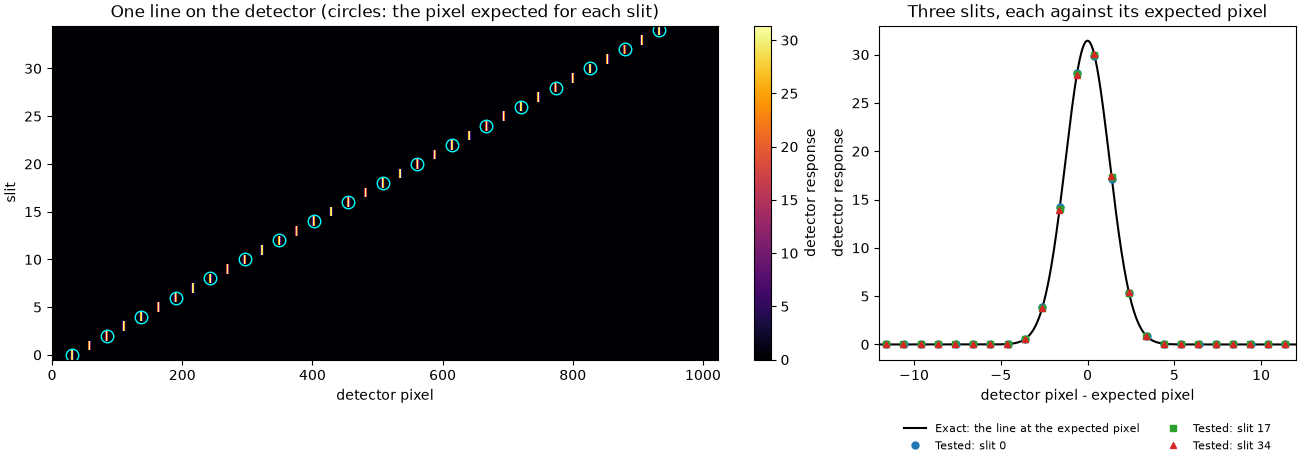 One line on the detector (circles: the pixel expected for each slit)
slit
30
25
20
15
10
5
0
0 200 400 600 800 1000
detector pixel
30
25
20
15
10
5
0
detector response
Three slits, each against its expected pixel
detector response
30
25
20
15
10
5
0
−10 −5 0 5 10
detector pixel - expected pixel
Exact: the line at the expected pixel
Tested: slit 0
Tested: slit 17
Tested: slit 34